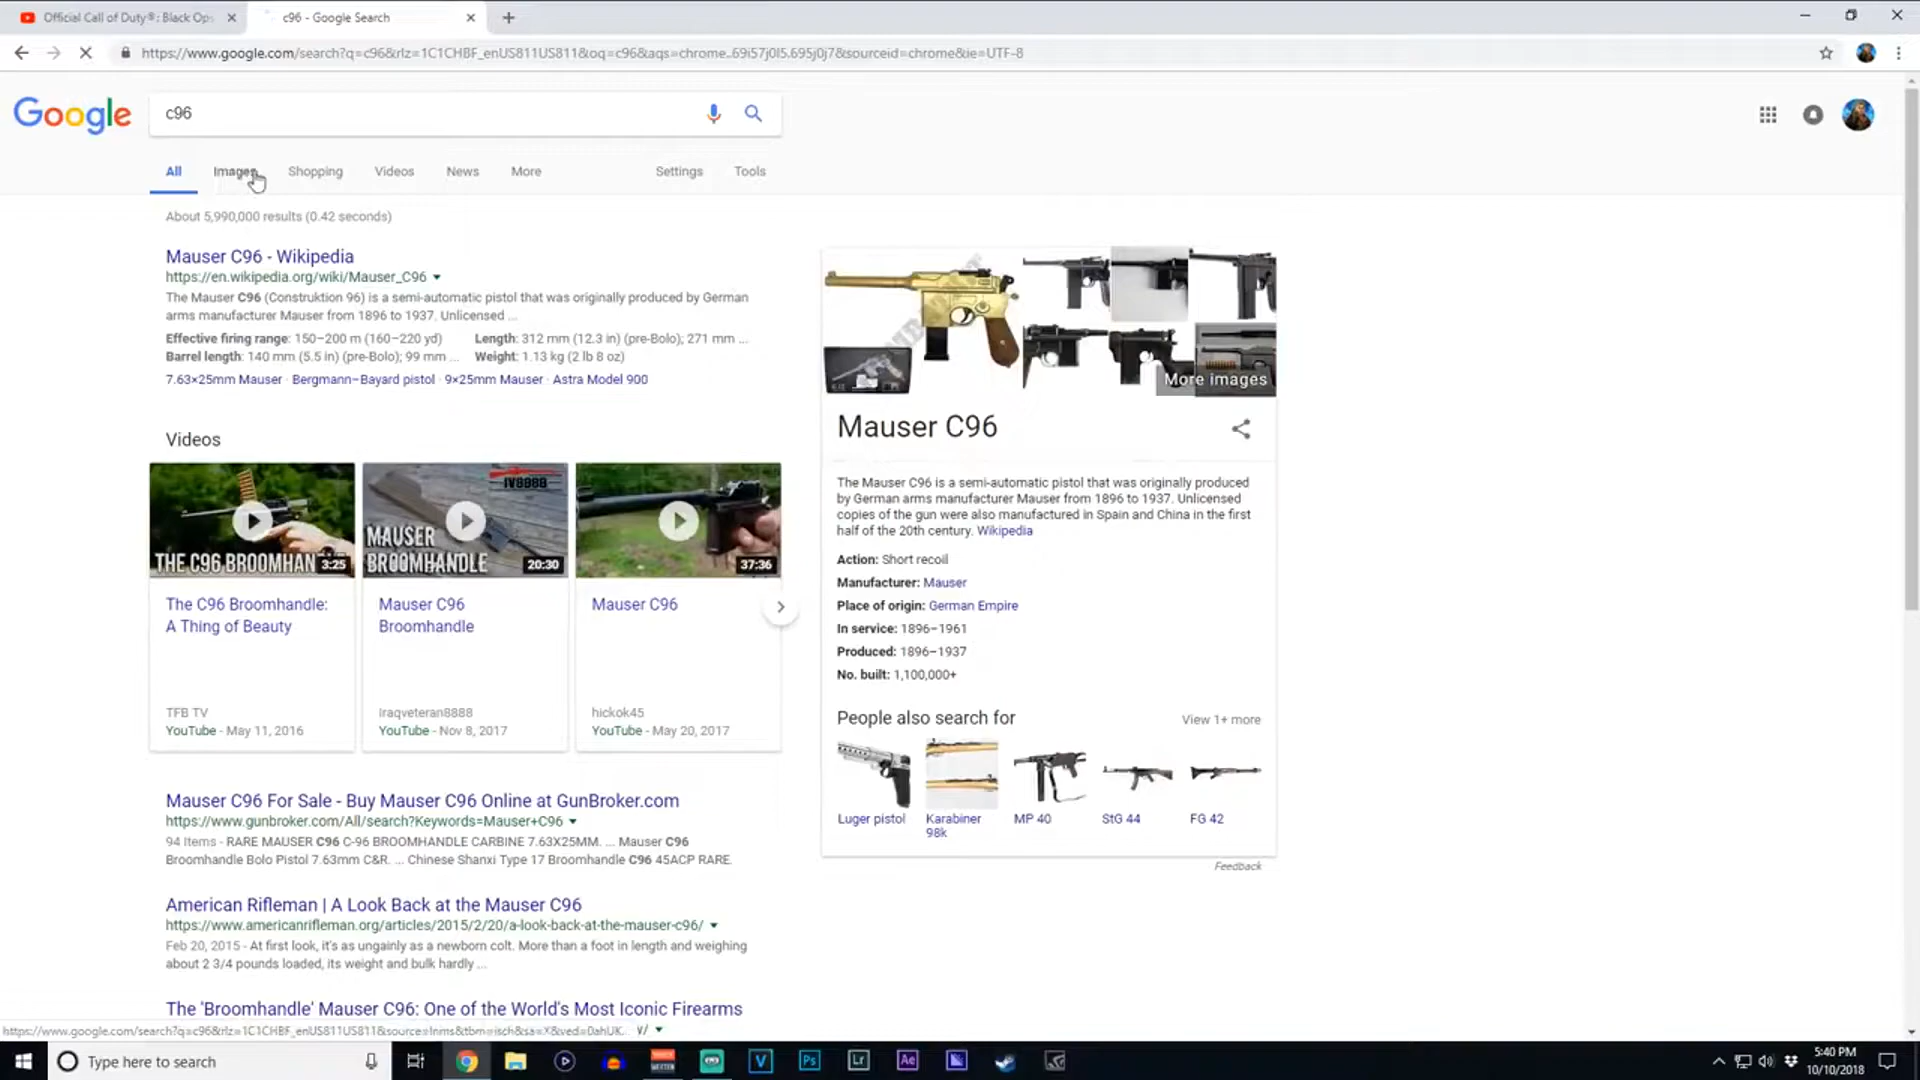 Official Call of Duty®: Black Ops
c96 - Google Search
https://www.google.com/search?q=c96&rlz=1C1CHBF_enUS811US811&oq=c96&aqs=chrome..69i57j0l5.695j0j7&sourceid=chrome&ie=UTF-8
Google
c96
All Images Shopping Videos News More Settings Tools
About 5,990,000 results (0.42 seconds)
Mauser C96 - Wikipedia
https://en.wikipedia.org/wiki/Mauser_C96
The Mauser C96 (Construktion 96) is a semi-automatic pistol that was originally produced by German
arms manufacturer Mauser from 1896 to 1937. Unlicensed ...
Effective firing range: 150–200 m (160–220 yd) Length: 312 mm (12.3 in) (pre-Bolo); 271 mm ...
Barrel length: 140 mm (5.5 in) (pre-Bolo); 99 mm ... Weight: 1.13 kg (2 lb 8 oz)
7.63×25mm Mauser · Bergmann–Bayard pistol · 9×25mm Mauser · Astra Model 900
Videos
THE C96 BROOMHAN 3:25
IV8888
MAUSER
BROOMHANDLE 20:30
37:36
The C96 Broomhandle:
A Thing of Beauty
TFB TV
YouTube - May 11, 2016
Mauser C96
Broomhandle
Iraqveteran8888
YouTube - Nov 8, 2017
Mauser C96
hickok45
YouTube - May 20, 2017
Mauser C96 For Sale - Buy Mauser C96 Online at GunBroker.com
https://www.gunbroker.com/All/search?Keywords=Mauser+C96
94 Items - RARE MAUSER C96 C-96 BROOMHANDLE CARBINE 7.63X25MM. ... Mauser C96
Broomhandle Bolo Pistol 7.63mm C&R. ... Chinese Shanxi Type 17 Broomhandle C96 45ACP RARE.
American Rifleman | A Look Back at the Mauser C96
https://www.americanrifleman.org/articles/2015/2/20/a-look-back-at-the-mauser-c96/
Feb 20, 2015 - At first look, it's as ungainly as a newborn colt. More than a foot in length and weighing
about 2 3/4 pounds loaded, its weight and bulk hardly ...
The 'Broomhandle' Mauser C96: One of the World's Most Iconic Firearms
https://www.google.com/search?q=c96&rlz=1C1CHBF_enUS811US811&source=lnms&tbm=isch&sa=X&ved=0ahUK...
More images
Mauser C96
The Mauser C96 is a semi-automatic pistol that was originally produced
by German arms manufacturer Mauser from 1896 to 1937. Unlicensed
copies of the gun were also manufactured in Spain and China in the first
half of the 20th century. Wikipedia
Action: Short recoil
Manufacturer: Mauser
Place of origin: German Empire
In service: 1896–1961
Produced: 1896–1937
No. built: 1,100,000+
People also search for
View 1+ more
Luger pistol
Karabiner
98k
MP 40
StG 44
FG 42
Feedback
Type here to search
V Ps Lr Ae
5:40 PM
10/10/2018